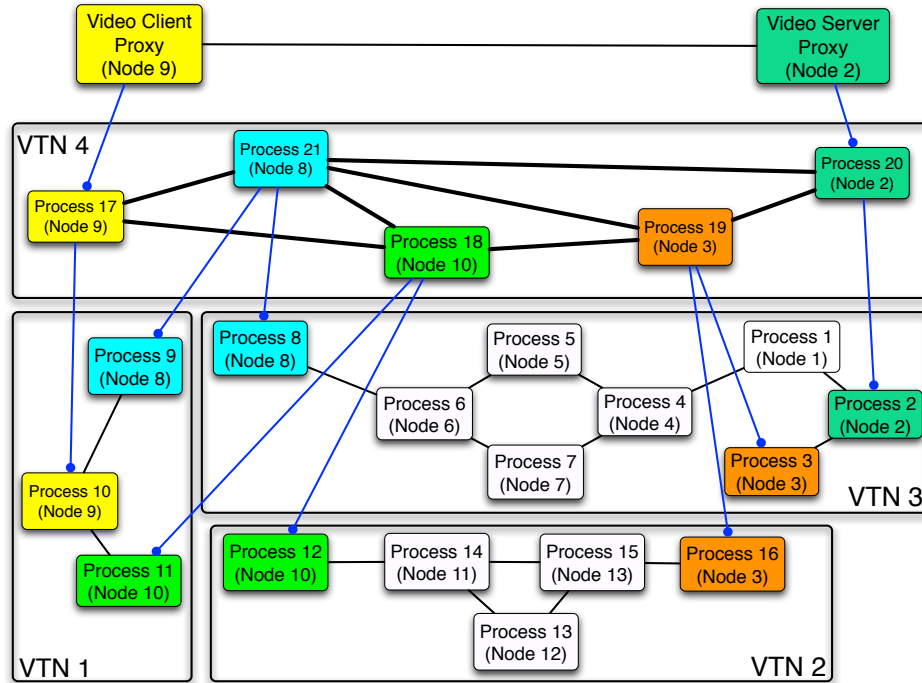 Video Client
Proxy
(Node 9)
Video Server
Proxy
(Node 2)
VTN 4
Process 21
(Node 8)
Process 20
(Node 2)
Process 17
(Node 9)
Process 18
(Node 10)
Process 19
(Node 3)
Process 9
(Node 8)
Process 10
(Node 9)
Process 11
(Node 10)
VTN 1
Process 8
(Node 8)
Process 5
(Node 5)
Process 1
(Node 1)
Process 6
(Node 6)
Process 4
(Node 4)
Process 2
(Node 2)
Process 7
(Node 7)
Process 3
(Node 3)
VTN 3
Process 12
(Node 10)
Process 14
(Node 11)
Process 15
(Node 13)
Process 16
(Node 3)
Process 13
(Node 12)
VTN 2